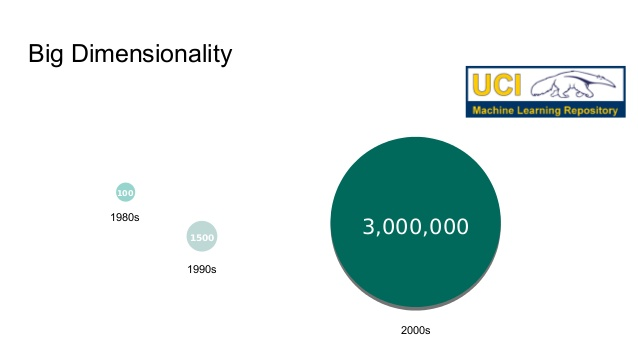 Big Dimensionality
UCI
Machine Learning Repository
100
1980s
1500
1990s
3,000,000
2000s